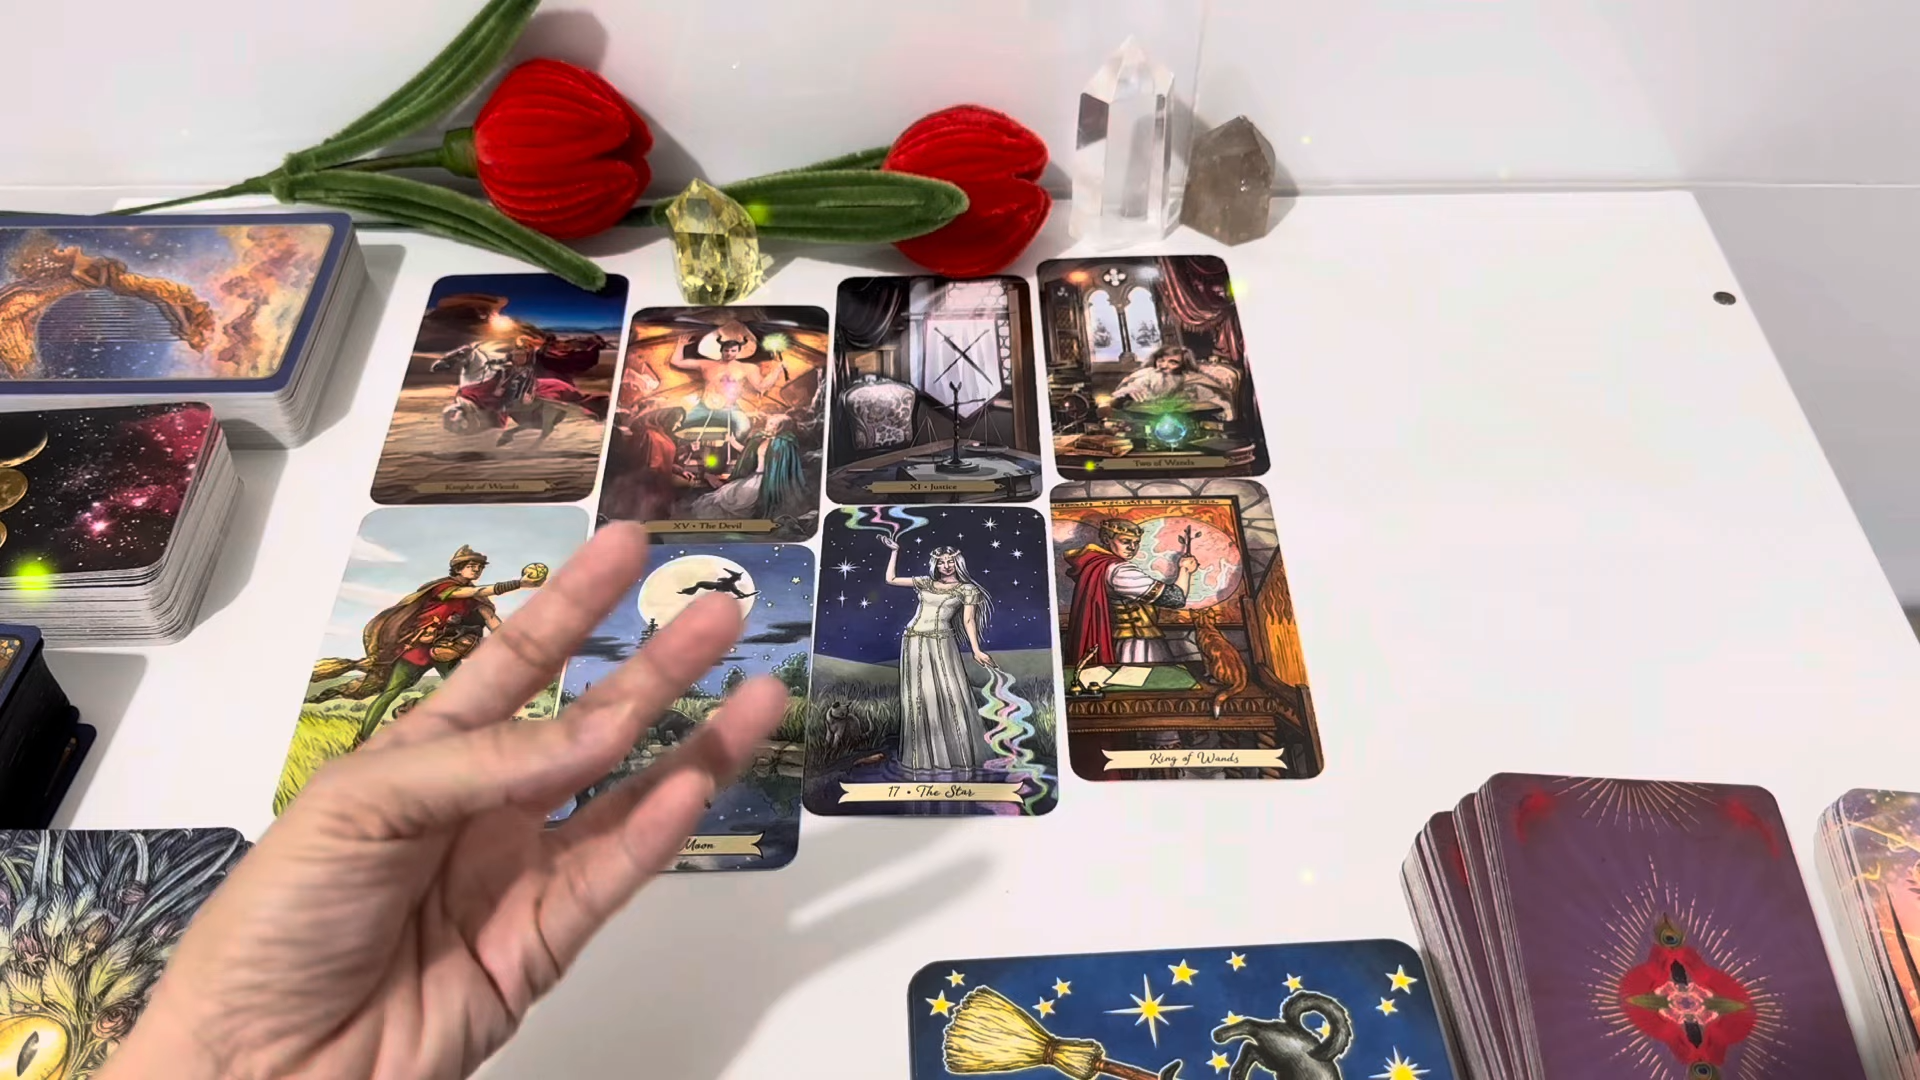 Knight of Wands
XV • The Devil
XI • Justice
Two of Wands
Moon
17 • The Star
King of Wands